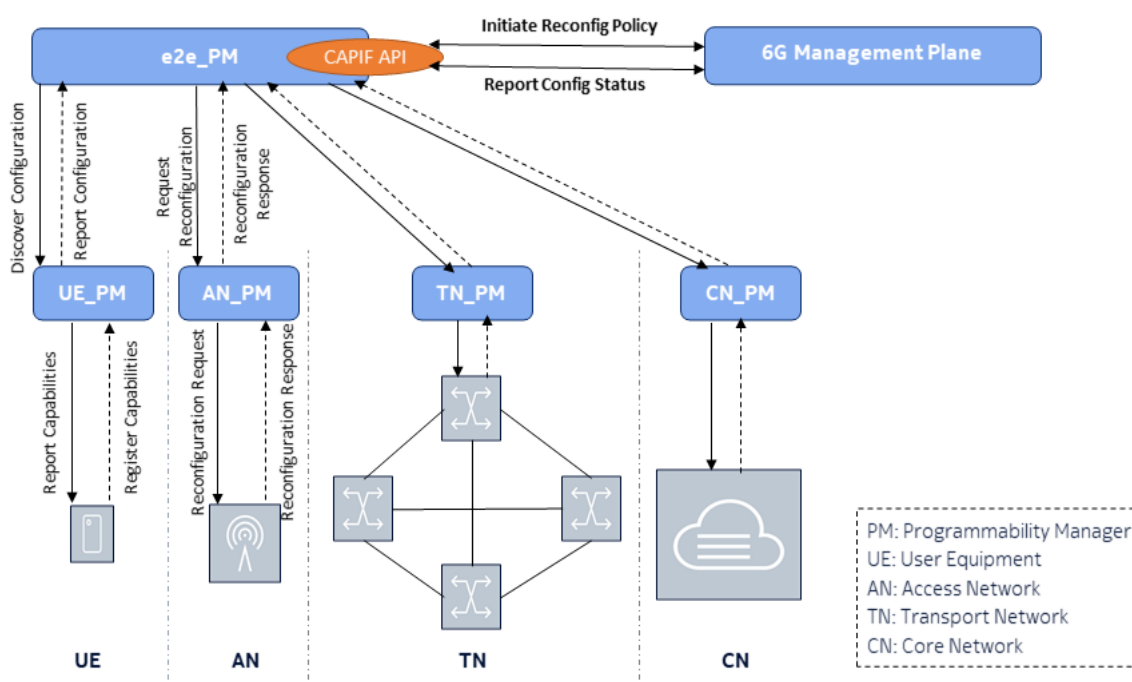 Initiate Reconfig Policy
e2e_PM
CAPIF API
6G Management Plane
Report Config Status
Discover Configuration
Report Configuration
Request
Reconfiguration
Reconfiguration
Response
UE_PM
AN_PM
TN_PM
CN_PM
Report Capabilities
Register Capabilities
Reconfiguration Request
Reconfiguration Response
PM: Programmability Manager
UE: User Equipment
AN: Access Network
TN: Transport Network
CN: Core Network
UE
AN
TN
CN